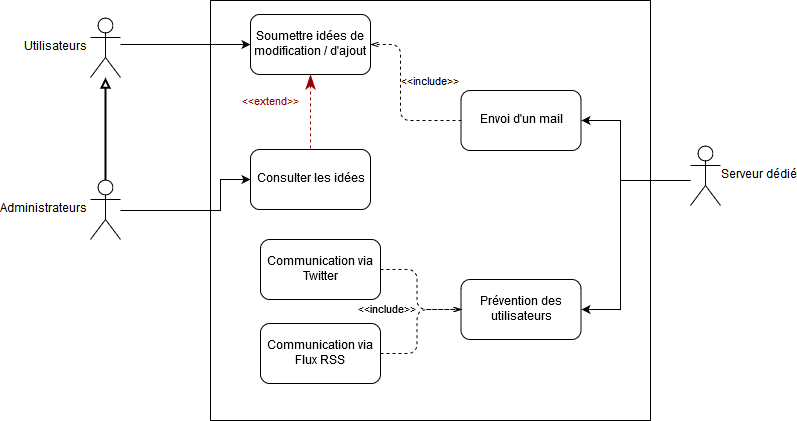 Utilisateurs
Soumettre idées de
modification / d'ajout
<<include>>
<<extend>>
Envoi d'un mail
Serveur dédié
Consulter les idées
Administrateurs
Communication via
Twitter
<<include>>
Prévention des
utilisateurs
Communication via
Flux RSS